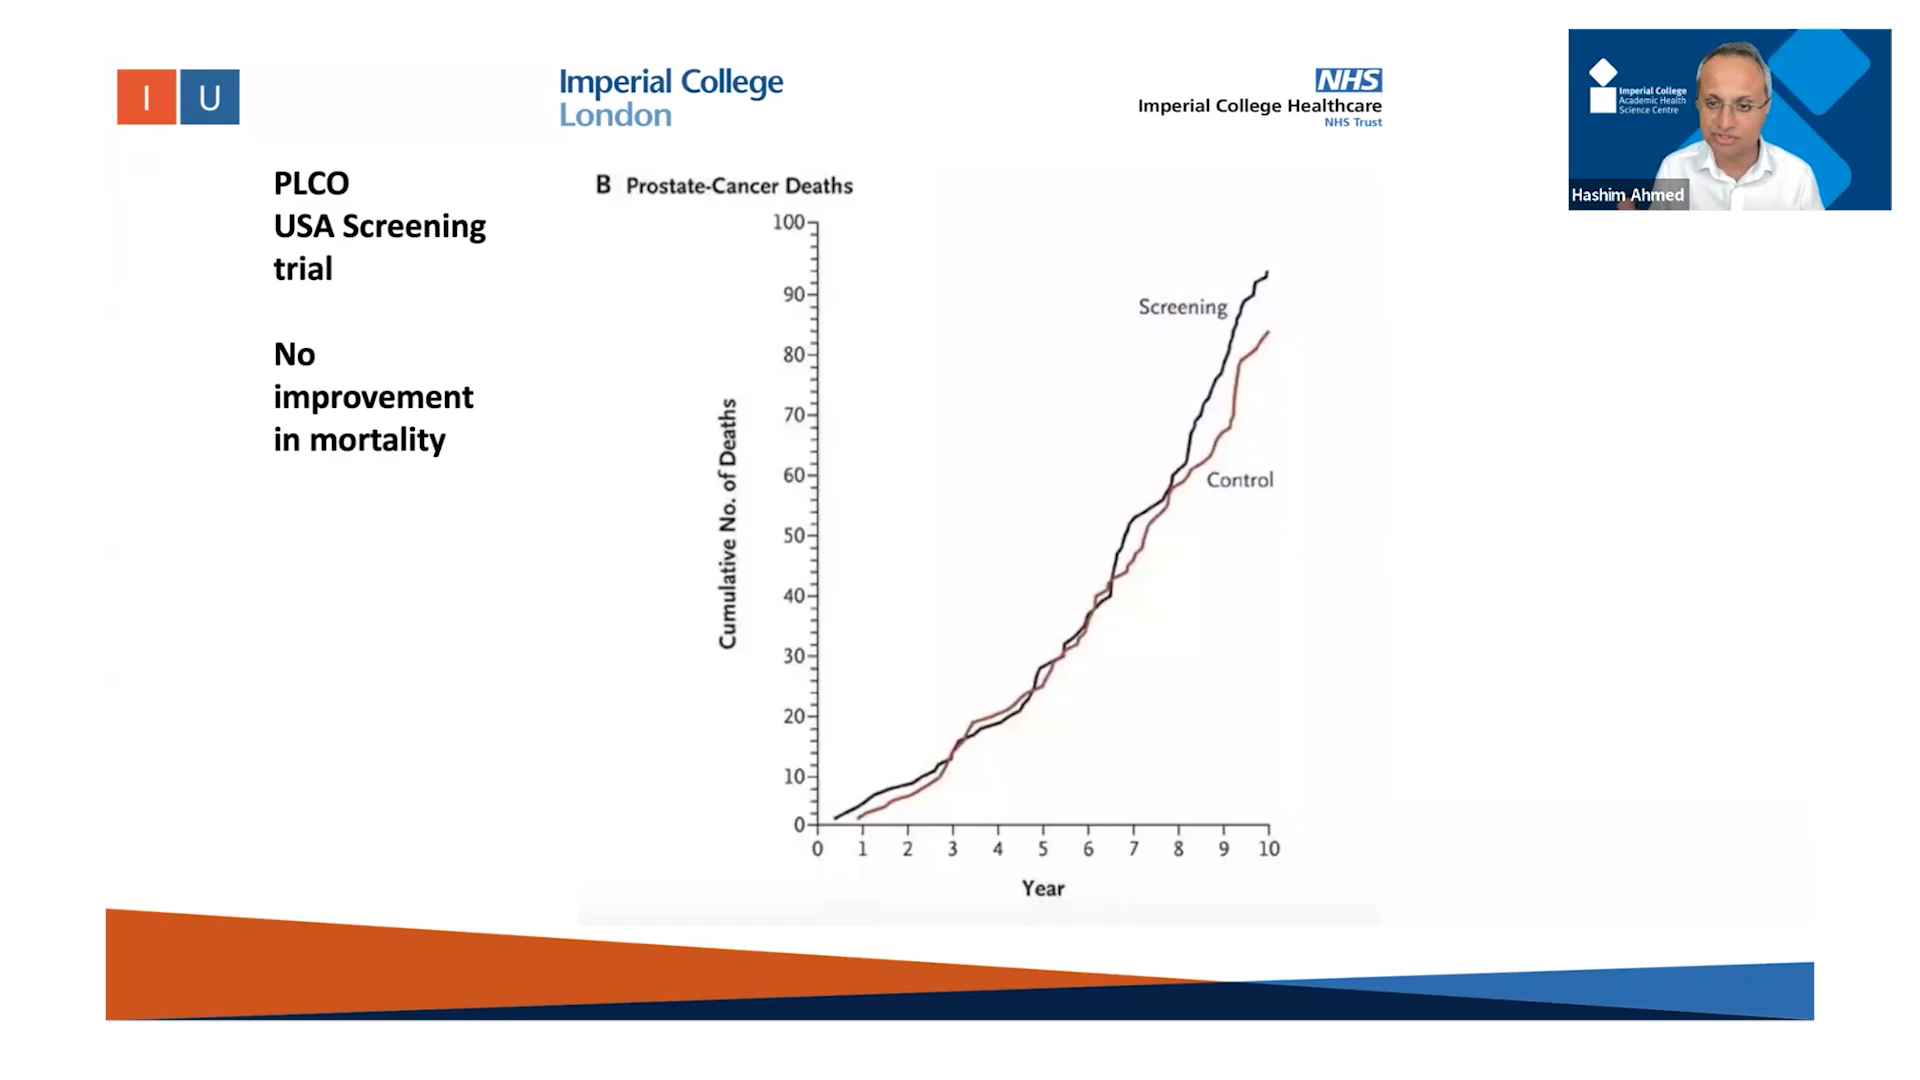 I U
Imperial College
London
NHS
Imperial College Healthcare
NHS Trust
Imperial College
Academic Health
Science Centre
Hashim Ahmed
PLCO
USA Screening
trial
No
improvement
in mortality
B Prostate-Cancer Deaths
100
90
80
70
60
50
40
30
20
10
0
Cumulative No. of Deaths
Screening
Control
0 1 2 3 4 5 6 7 8 9 10
Year